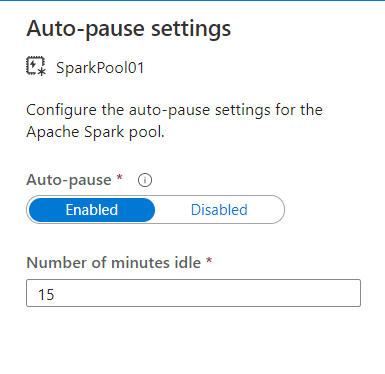 Auto-pause settings
SparkPool01
Configure the auto-pause settings for the
Apache Spark pool.
Auto-pause *
Enabled Disabled
Number of minutes idle *
15